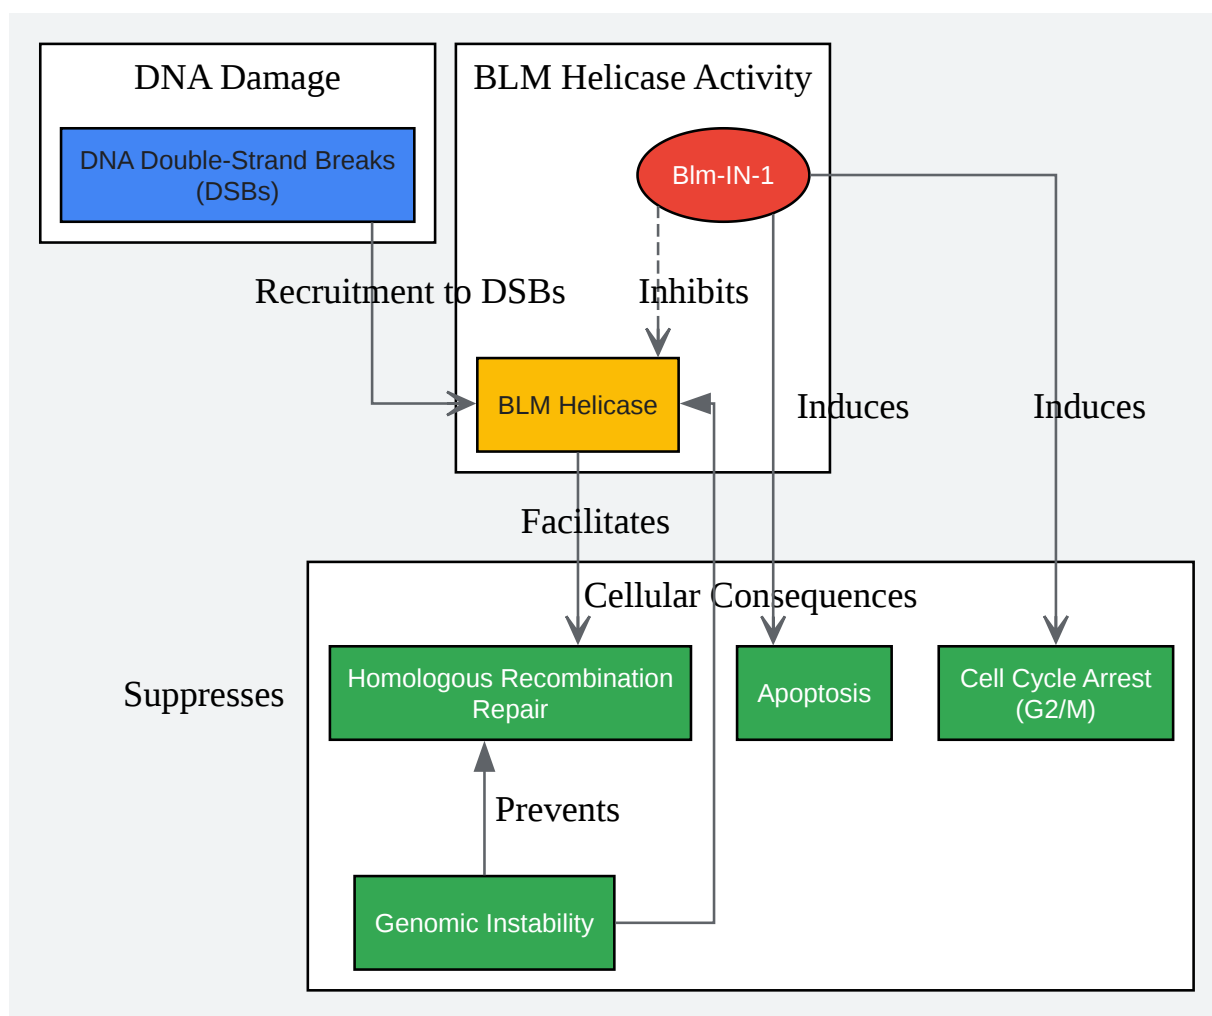 DNA Damage
BLM Helicase Activity
DNA Double-Strand Breaks
(DSBs)
Blm-IN-1
Recruitment to DSBs
Inhibits
BLM Helicase
Induces
Induces
Facilitates
Cellular Consequences
Suppresses
Homologous Recombination
Repair
Apoptosis
Cell Cycle Arrest
(G2/M)
Prevents
Genomic Instability